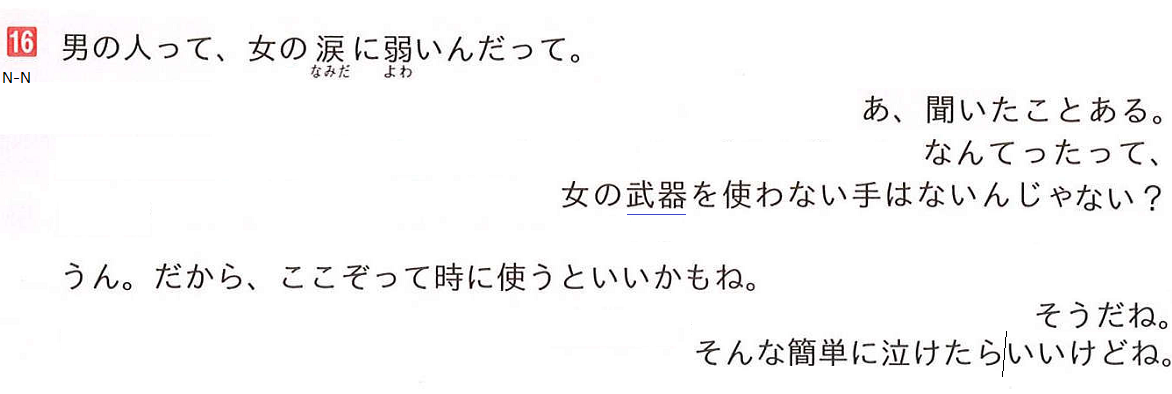 16 男の人って、女の涙に弱いんだって。
なみだ よわ
N-N
あ、聞いたことある。
なんてったって、
女の武器を使わない手はないんじゃない？
うん。だから、ここぞって時に使うといいかもね。
そうだね。
そんな簡単に泣けたらいいけどね。